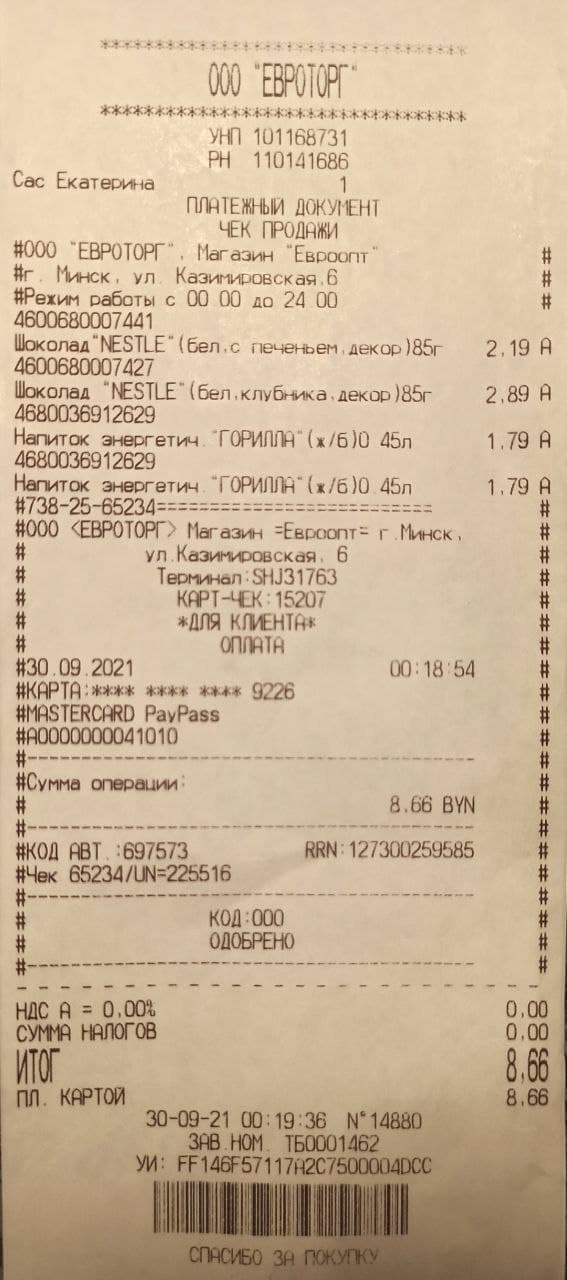 ********************************
ООО "ЕВРОТОРГ"
********************************
УНП 101168731
РН 110141686
Сас Екатерина 1
ПЛАТЕЖНЫЙ ДОКУМЕНТ
ЧЕК ПРОДАЖИ
#ООО "ЕВРОТОРГ", Магазин "Евроопт" #
#г. Минск, ул. Казимировская,6 #
#Режим работы с 00 00 до 24 00 #
4600680007441
Шоколад"NESTLE"(бел,с печеньем,декор)85г 2,19 А
4600680007427
Шоколад "NESTLE"(бел,клубника,декор)85г 2,89 А
4680036912629
Напиток энергетич."ГОРИЛЛА"(ж/б)0.45л 1,79 А
4680036912629
Напиток энергетич."ГОРИЛЛА"(ж/б)0.45л 1,79 А
#738-25-65234========================== #
#ООО <ЕВРОТОРГ> Магазин =Евроопт= г.Минск, #
# ул.Казимировская, 6 #
# Терминал:SHJ31763 #
# КАРТ-ЧЕК:15207 #
# *ДЛЯ КЛИЕНТА* #
# ОПЛАТА #
#30.09.2021 00:18:54 #
#КАРТА:**** **** **** 9226 #
#MASTERCARD PayPass #
#A0000000041010 #
#---------------------------------------- #
#Сумма операции: #
# 8.66 BYN #
#---------------------------------------- #
#КОД АВТ.:697573 RRN:127300259585 #
#Чек 65234/UN=225516 #
#---------------------------------------- #
# КОД:000 #
# ОДОБРЕНО #
#---------------------------------------- #
- - - - - - - - - - - - - - - - - - - - - - - -
НДС А = 0,00% 0,00
СУММА НАЛОГОВ 0,00
ИТОГ 8,66
ПЛ. КАРТОЙ 8,66
30-09-21 00:19:36 N°14880
ЗАВ.НОМ. ТБ0001462
УИ: FF146F57117A2C7500004DCC
СПАСИБО ЗА ПОКУПКУ